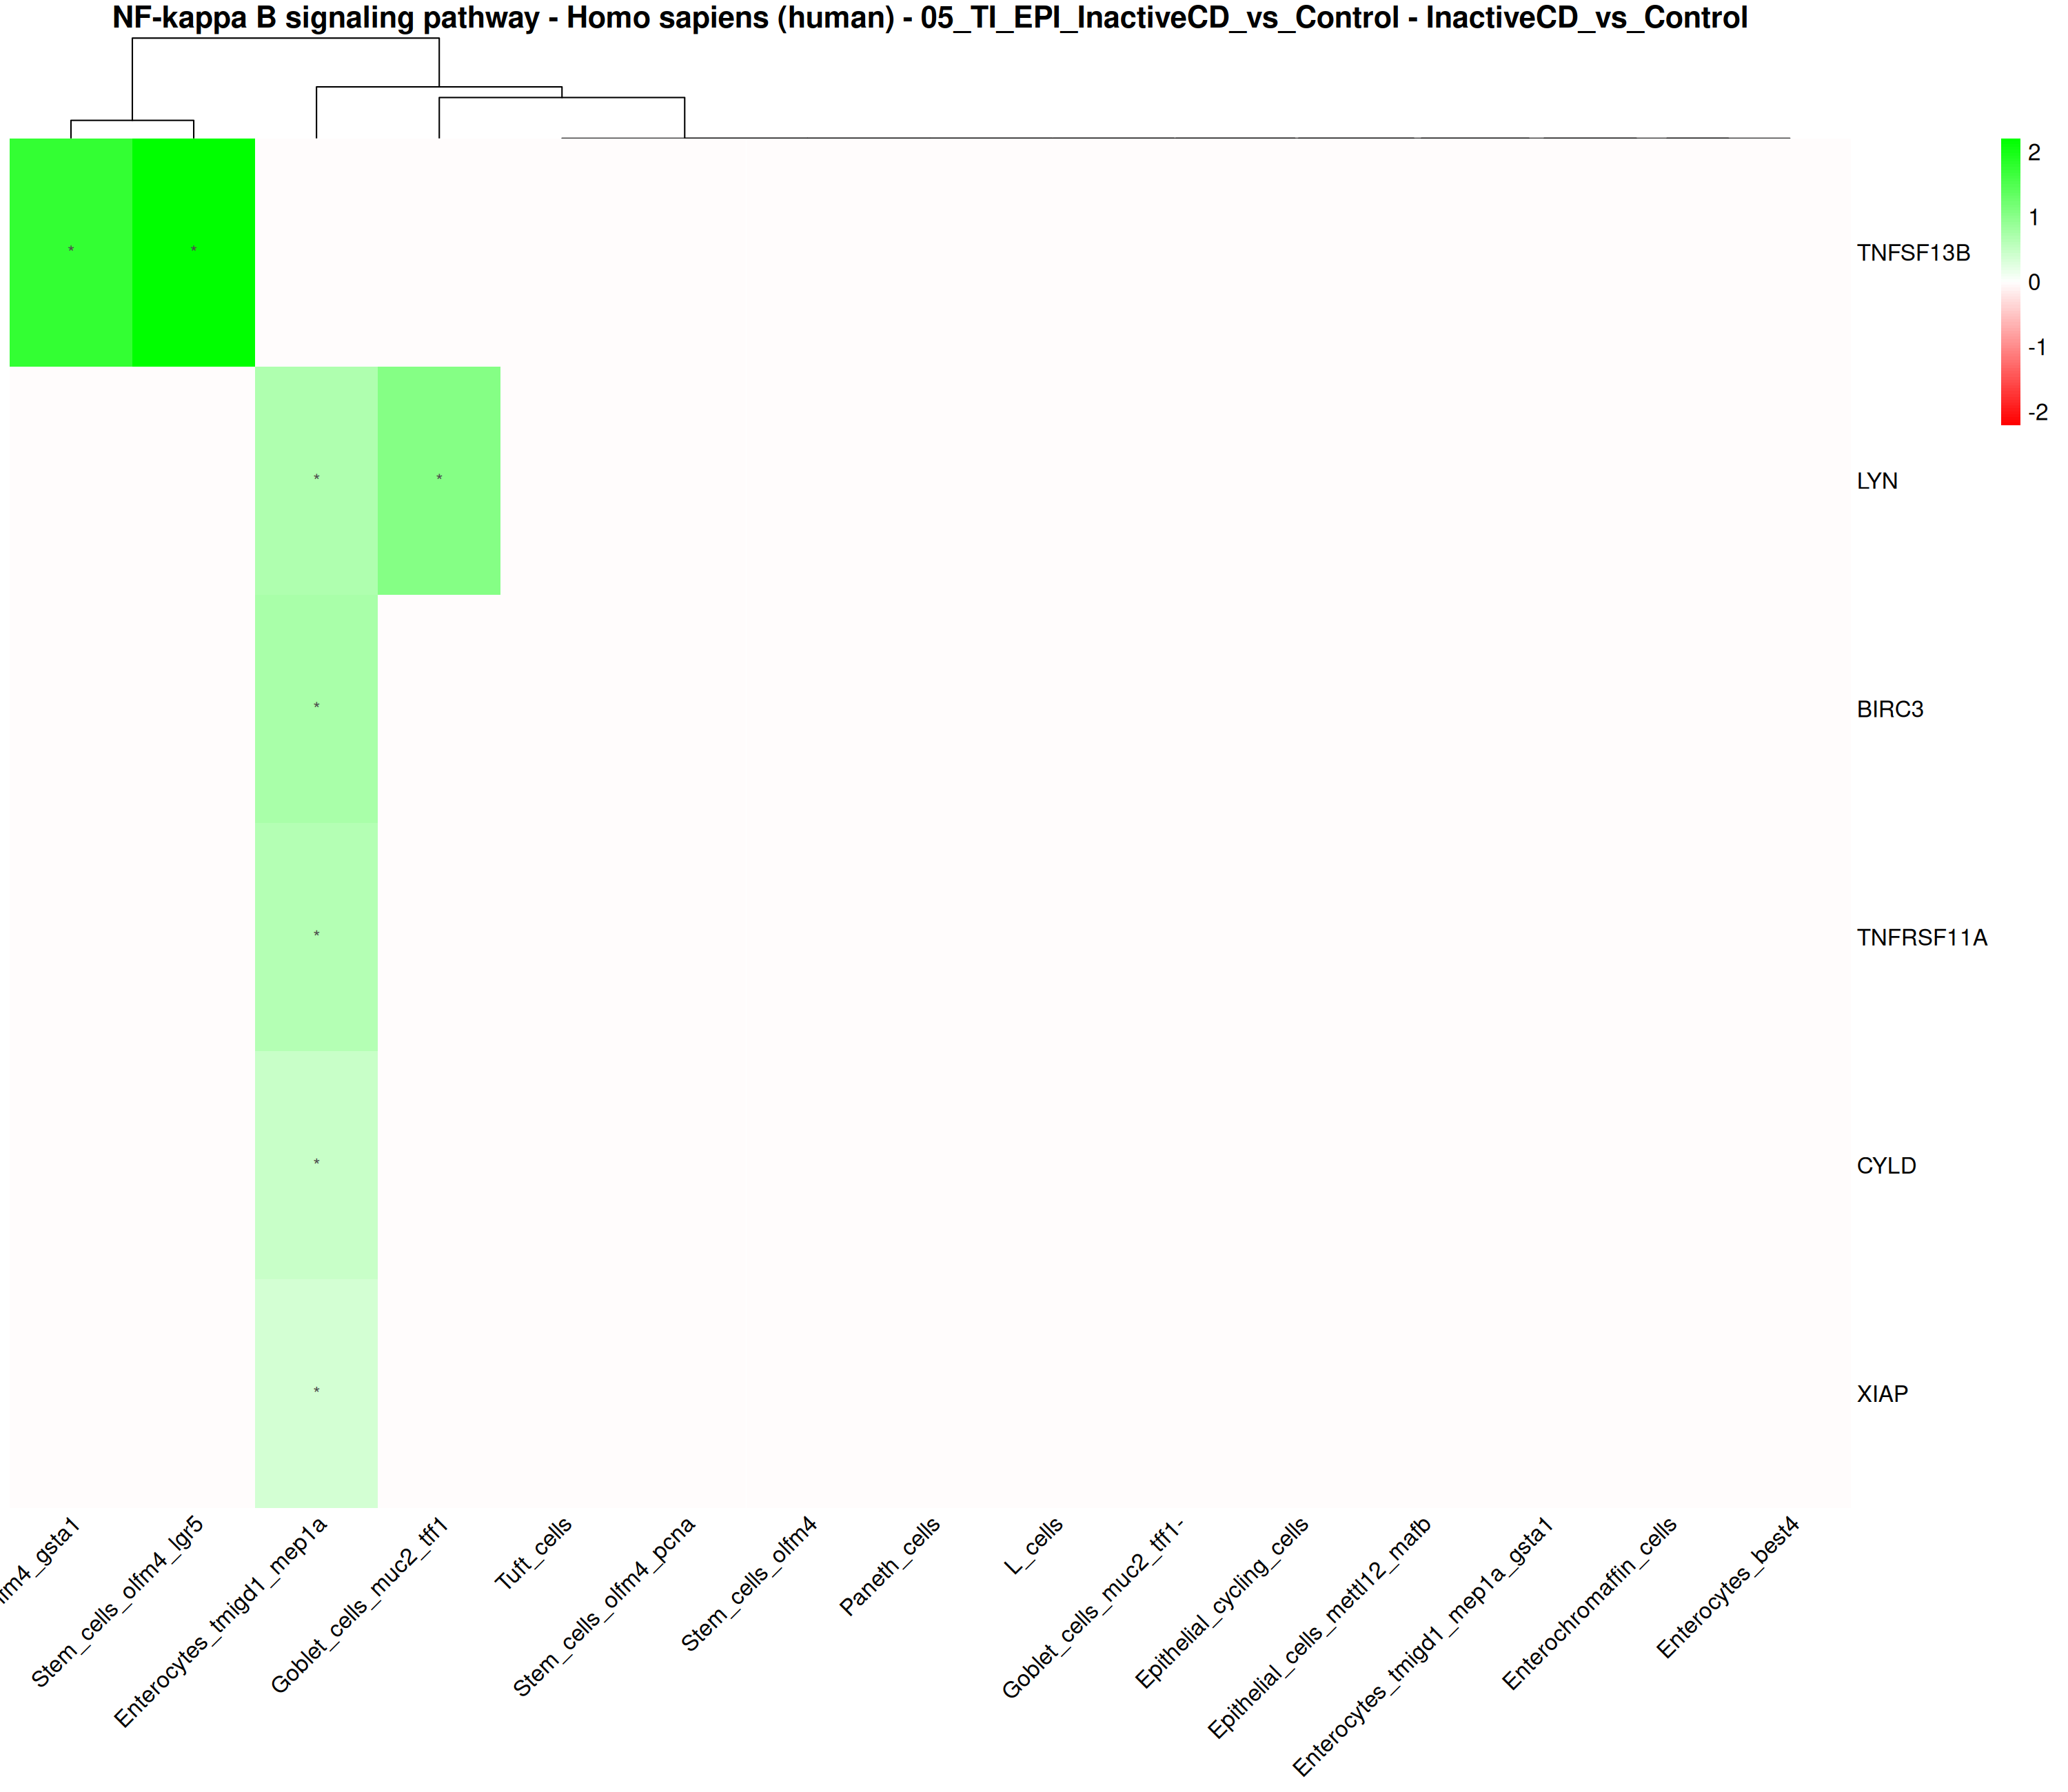 NF-kappa B signaling pathway - Homo sapiens (human) - 05_TI_EPI_InactiveCD_vs_Control - InactiveCD_vs_Control
2
1
0
-1
-2
*
*
TNFSF13B
*
*
LYN
*
BIRC3
*
TNFRSF11A
*
CYLD
*
XIAP
fm4_gsta1
Stem_cells_olfm4_lgr5
Enterocytes_tmigd1_mep1a
Goblet_cells_muc2_tff1
Tuft_cells
Stem_cells_olfm4_pcna
Stem_cells_olfm4
Paneth_cells
L_cells
Goblet_cells_muc2_tff1-
Epithelial_cycling_cells
Epithelial_cells_mettl12_mafb
Enterocytes_tmigd1_mep1a_gsta1
Enterochromaffin_cells
Enterocytes_best4